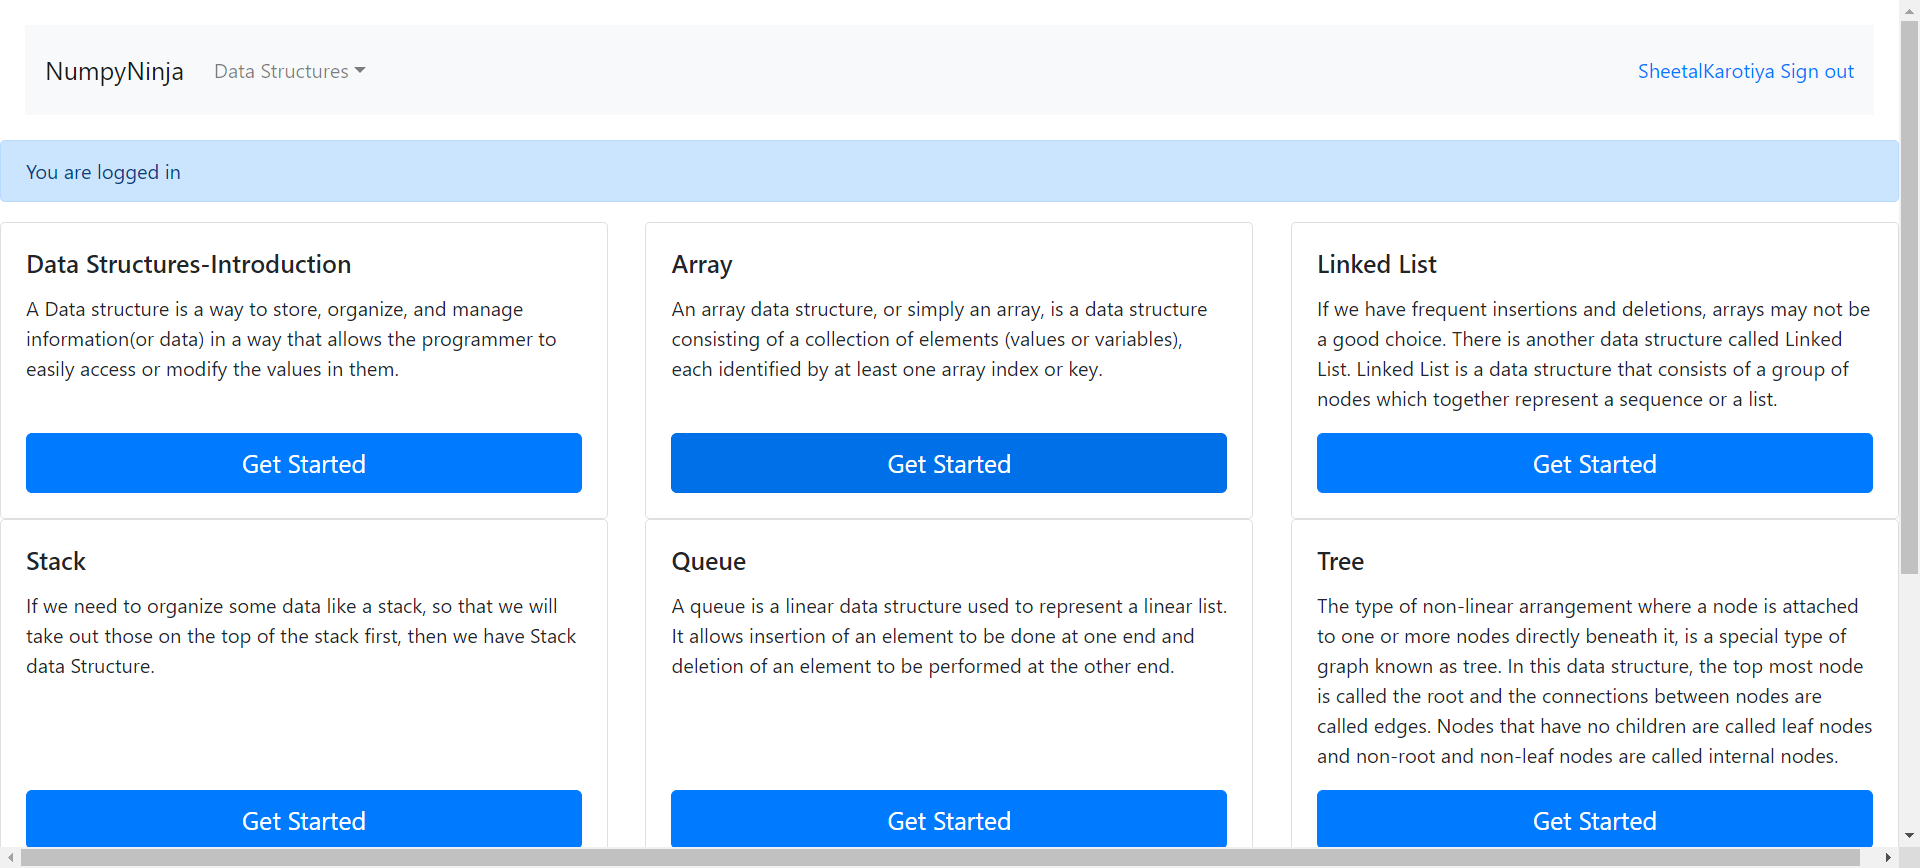 NumpyNinja
Data Structures
SheetalKarotiya Sign out
You are logged in
Data Structures-Introduction
A Data structure is a way to store, organize, and manage
information(or data) in a way that allows the programmer to
easily access or modify the values in them.
Get Started
Array
An array data structure, or simply an array, is a data structure
consisting of a collection of elements (values or variables),
each identified by at least one array index or key.
Get Started
Linked List
If we have frequent insertions and deletions, arrays may not be
a good choice. There is another data structure called Linked
List. Linked List is a data structure that consists of a group of
nodes which together represent a sequence or a list.
Get Started
Stack
If we need to organize some data like a stack, so that we will
take out those on the top of the stack first, then we have Stack
data Structure.
Get Started
Queue
A queue is a linear data structure used to represent a linear list.
It allows insertion of an element to be done at one end and
deletion of an element to be performed at the other end.
Get Started
Tree
The type of non-linear arrangement where a node is attached
to one or more nodes directly beneath it, is a special type of
graph known as tree. In this data structure, the top most node
is called the root and the connections between nodes are
called edges. Nodes that have no children are called leaf nodes
and non-root and non-leaf nodes are called internal nodes.
Get Started